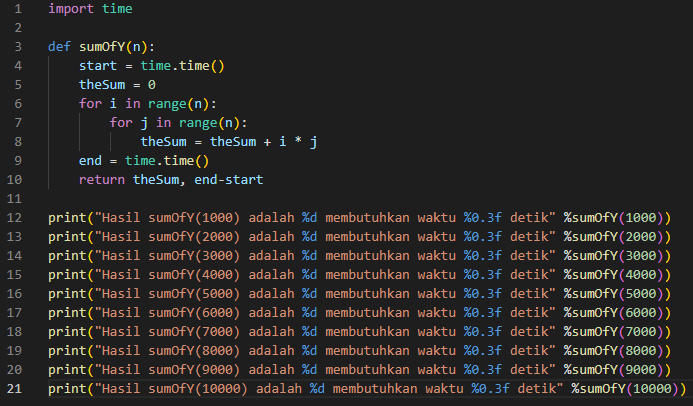 1 import time
2
3 def sumOfY(n):
4     start = time.time()
5     theSum = 0
6     for i in range(n):
7         for j in range(n):
8             theSum = theSum + i * j
9     end = time.time()
10     return theSum, end-start
11
12 print("Hasil sumOfY(1000) adalah %d membutuhkan waktu %0.3f detik" %sumOfY(1000))
13 print("Hasil sumOfY(2000) adalah %d membutuhkan waktu %0.3f detik" %sumOfY(2000))
14 print("Hasil sumOfY(3000) adalah %d membutuhkan waktu %0.3f detik" %sumOfY(3000))
15 print("Hasil sumOfY(4000) adalah %d membutuhkan waktu %0.3f detik" %sumOfY(4000))
16 print("Hasil sumOfY(5000) adalah %d membutuhkan waktu %0.3f detik" %sumOfY(5000))
17 print("Hasil sumOfY(6000) adalah %d membutuhkan waktu %0.3f detik" %sumOfY(6000))
18 print("Hasil sumOfY(7000) adalah %d membutuhkan waktu %0.3f detik" %sumOfY(7000))
19 print("Hasil sumOfY(8000) adalah %d membutuhkan waktu %0.3f detik" %sumOfY(8000))
20 print("Hasil sumOfY(9000) adalah %d membutuhkan waktu %0.3f detik" %sumOfY(9000))
21 print("Hasil sumOfY(10000) adalah %d membutuhkan waktu %0.3f detik" %sumOfY(10000))